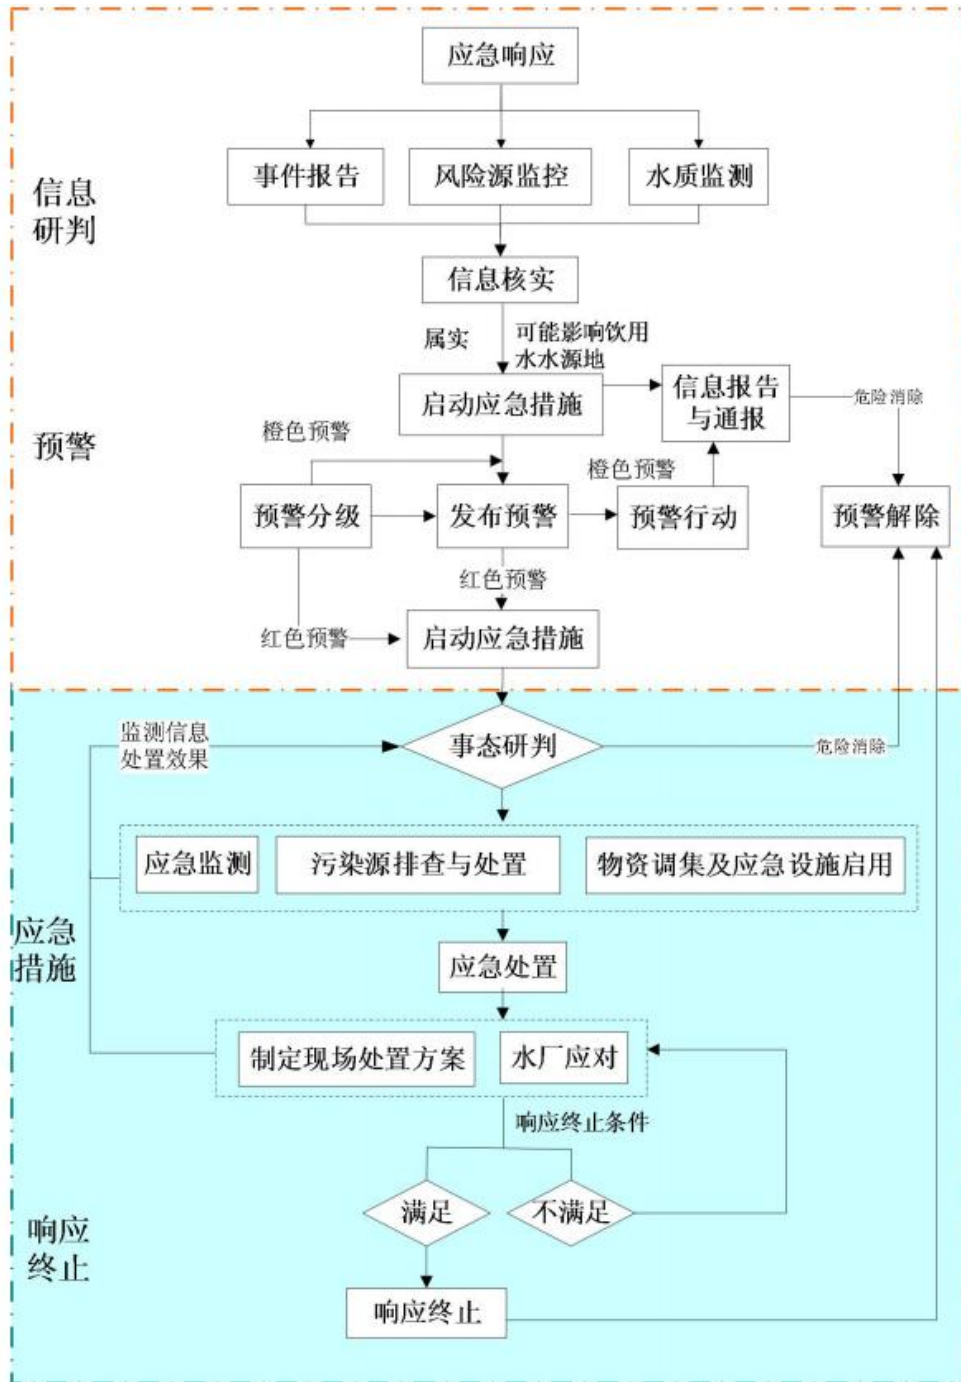 应急响应
事件报告
风险源监控
水质监测
信息
研判
信息核实
属实
可能影响饮用
水水源地
启动应急措施
信息报告
与通报
危险消除
预警
橙色预警
橙色预警
预警分级
发布预警
预警行动
预警解除
红色预警
红色预警
启动应急措施
监测信息
处置效果
事态研判
危险消除
应急监测
污染源排查与处置
物资调集及应急设施启用
应急
措施
应急处置
制定现场处置方案
水厂应对
响应终止条件
满足
不满足
响应
终止
响应终止